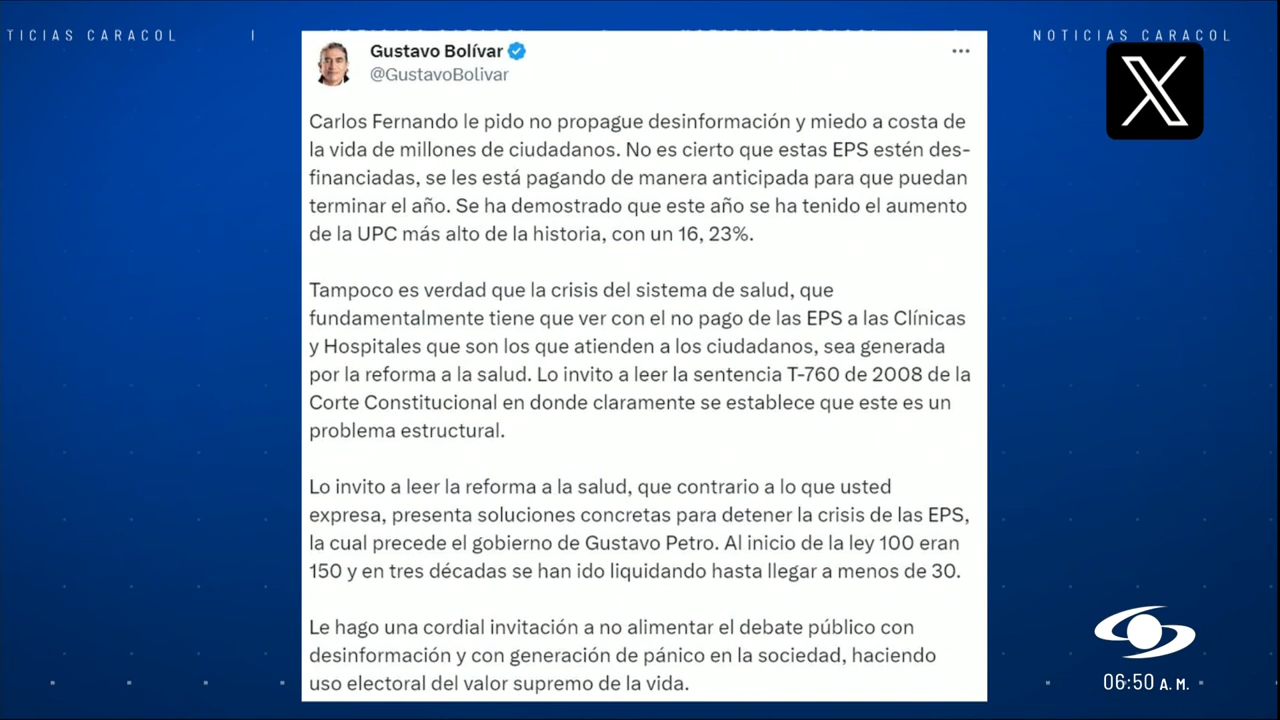 TICIAS CARACOL
NOTICIAS CARACOL
Gustavo Bolívar
@GustavoBolivar
Carlos Fernando le pido no propague desinformación y miedo a costa de
la vida de millones de ciudadanos. No es cierto que estas EPS estén des-
financiadas, se les está pagando de manera anticipada para que puedan
terminar el año. Se ha demostrado que este año se ha tenido el aumento
de la UPC más alto de la historia, con un 16, 23%.
Tampoco es verdad que la crisis del sistema de salud, que
fundamentalmente tiene que ver con el no pago de las EPS a las Clínicas
y Hospitales que son los que atienden a los ciudadanos, sea generada
por la reforma a la salud. Lo invito a leer la sentencia T-760 de 2008 de la
Corte Constitucional en donde claramente se establece que este es un
problema estructural.
Lo invito a leer la reforma a la salud, que contrario a lo que usted
expresa, presenta soluciones concretas para detener la crisis de las EPS,
la cual precede el gobierno de Gustavo Petro. Al inicio de la ley 100 eran
150 y en tres décadas se han ido liquidando hasta llegar a menos de 30.
Le hago una cordial invitación a no alimentar el debate público con
desinformación y con generación de pánico en la sociedad, haciendo
uso electoral del valor supremo de la vida.
06:50 A. M.